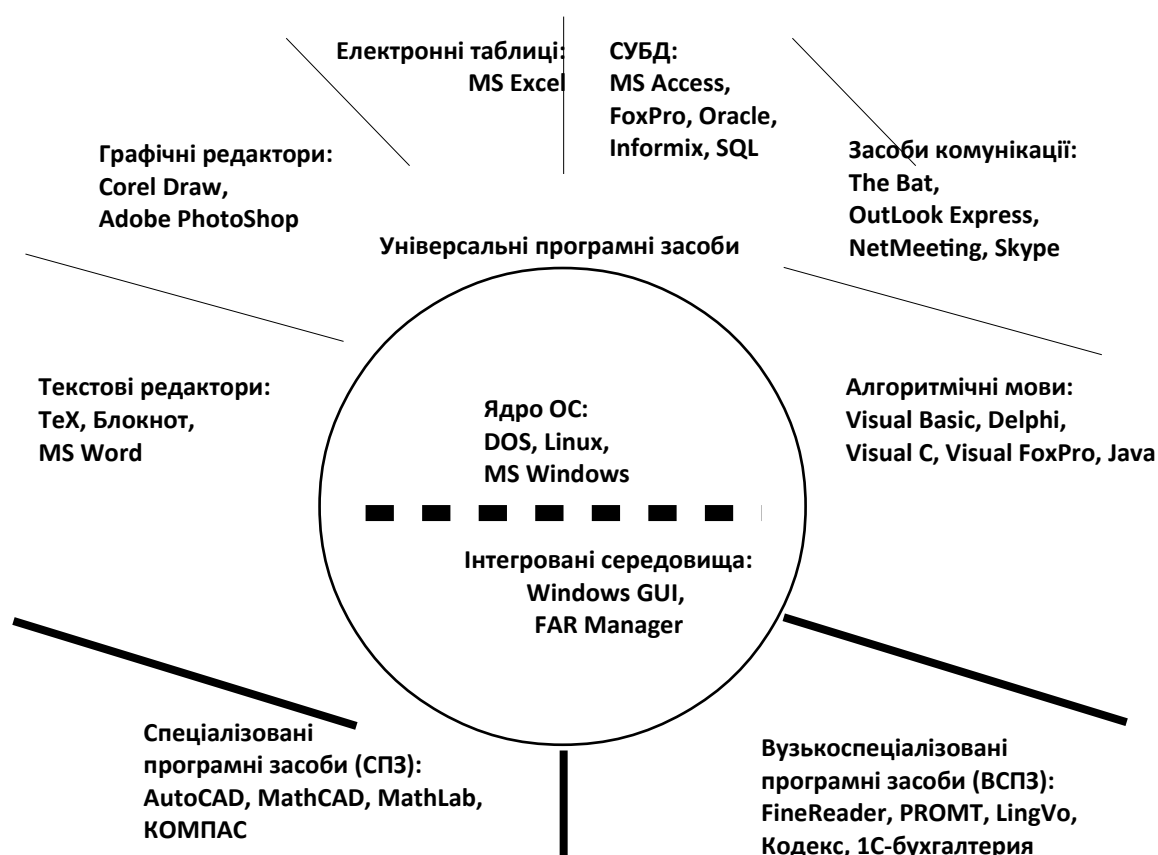 Електронні таблиці:
MS Excel
СУБД:
MS Access,
FoxPro, Oracle,
Informix, SQL
Графічні редактори:
Corel Draw,
Adobe PhotoShop
Засоби комунікації:
The Bat,
OutLook Express,
NetMeeting, Skype
Універсальні програмні засоби
Текстові редактори:
TeX, Блокнот,
MS Word
Ядро ОС:
DOS, Linux,
MS Windows
Алгоритмічні мови:
Visual Basic, Delphi,
Visual C, Visual FoxPro, Java
Інтегровані середовища:
Windows GUI,
FAR Manager
Спеціалізовані
програмні засоби (СПЗ):
AutoCAD, MathCAD, MathLab,
КОМПАС
Вузькоспеціалізовані
програмні засоби (ВСПЗ):
FineReader, PROMT, LingVo,
Кодекс, 1С-бухгалтерия